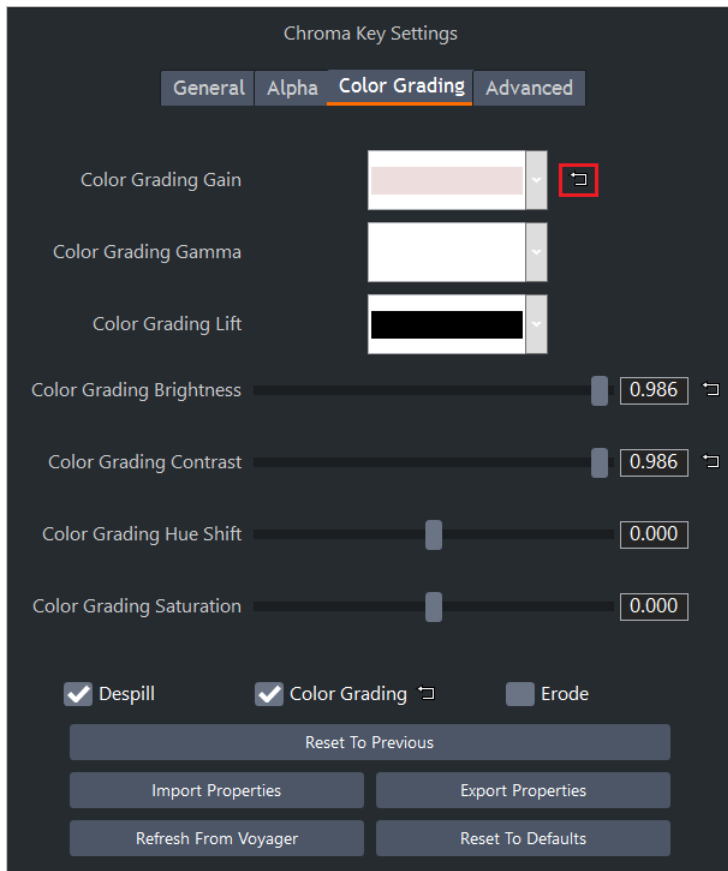 Chroma Key Settings
General Alpha Color Grading Advanced
Color Grading Gain
Color Grading Gamma
Color Grading Lift
Color Grading Brightness 0.986
Color Grading Contrast 0.986
Color Grading Hue Shift 0.000
Color Grading Saturation 0.000
Despill Color Grading Erode
Reset To Previous
Import Properties Export Properties
Refresh From Voyager Reset To Defaults